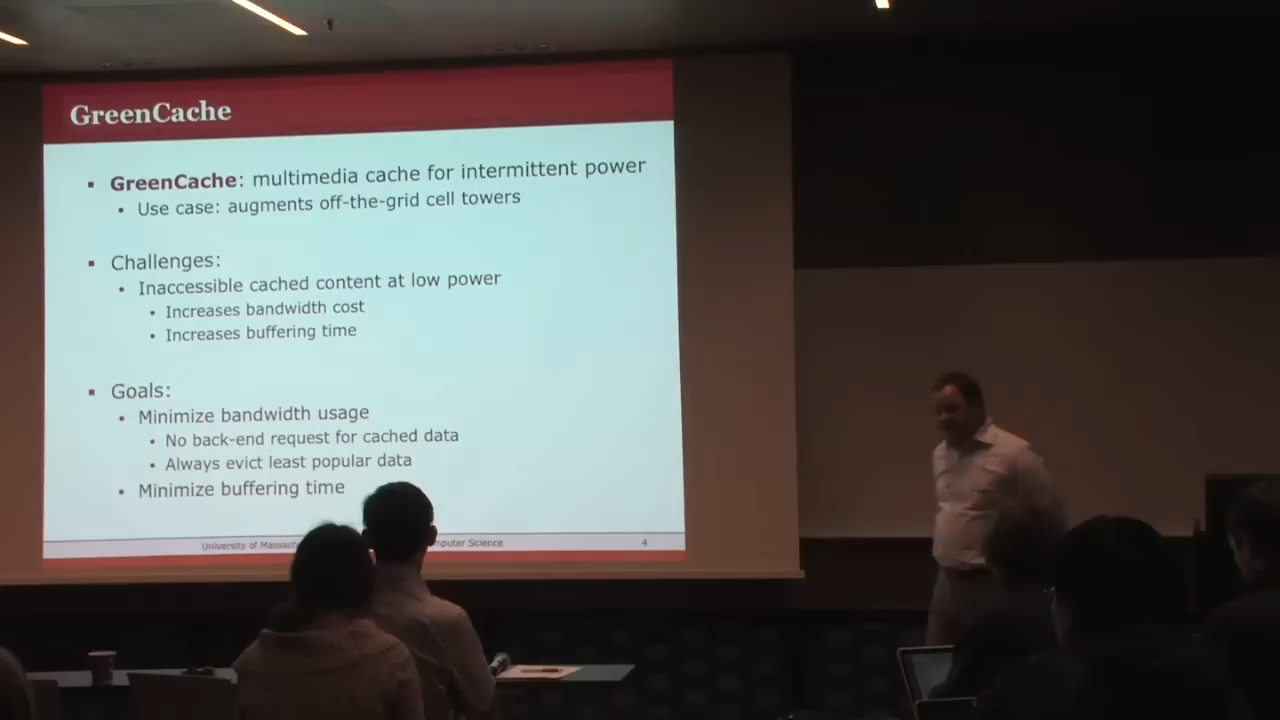 GreenCache
▪ GreenCache: multimedia cache for intermittent power
• Use case: augments off-the-grid cell towers
▪ Challenges:
• Inaccessible cached content at low power
• Increases bandwidth cost
• Increases buffering time
▪ Goals:
• Minimize bandwidth usage
• No back-end request for cached data
• Always evict least popular data
• Minimize buffering time
University of Science 4